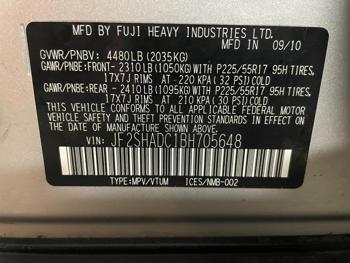 MFD BY FUJI HEAVY INDUSTRIES LTD.
MFD IN 09/10
GVWR/PNBV: 4480LB (2035KG)
GAWR/PNBE: FRONT- 2310LB (1050KG) WITH P225/55R17 95H TIRES,
17X7J RIMS AT 220 KPA (32 PSI) COLD
GAWR/PNBE: REAR - 2410LB (1095KG) WITH P225/55R17 95H TIRES,
17X7J RIMS AT 210 KPA (30 PSI) COLD
THIS VEHICLE CONFORMS TO ALL APPLICABLE FEDERAL MOTOR
VEHICLE SAFETY AND THEFT PREVENTION STANDARDS IN EFFECT
ON THE DATE OF MANUFACTURE SHOWN ABOVE.
VIN: JF2SHADC1BH705648
TYPE: MPV/VTUM ICES/NMB-002